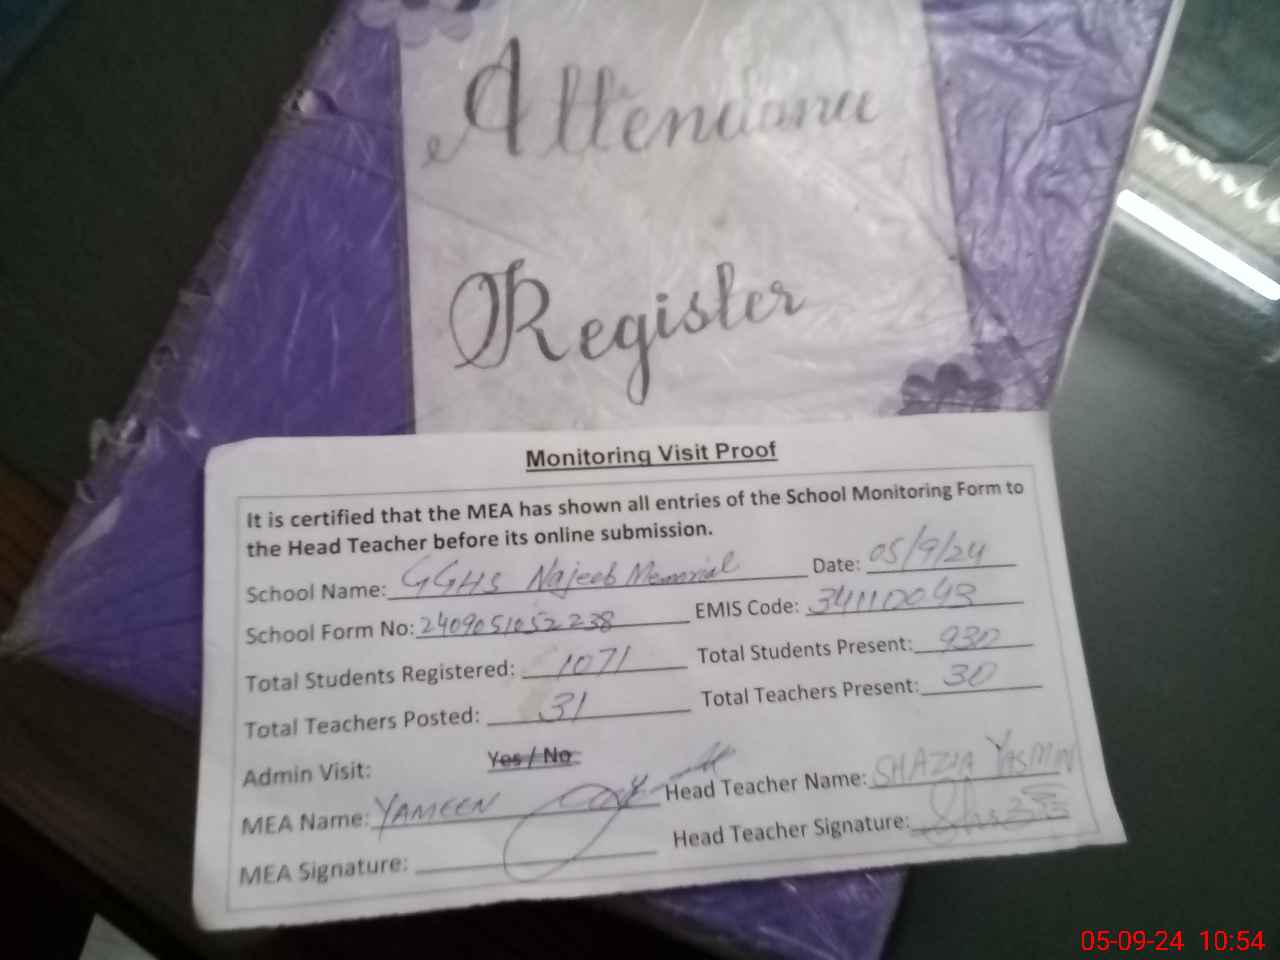 Attendance
Register
Monitoring Visit Proof
It is certified that the MEA has shown all entries of the School Monitoring Form to
the Head Teacher before its online submission.
School Name: GGHS Najeeb Memorial Date: 05/9/24
School Form No: 2409051052238 EMIS Code: 34110043
Total Students Registered: 1071 Total Students Present: 930
Total Teachers Posted: 31 Total Teachers Present: 30
Admin Visit: Yes / No
MEA Name: YAMEEN Head Teacher Name: SHAZIA YASMIN
MEA Signature: Head Teacher Signature:
05-09-24 10:54